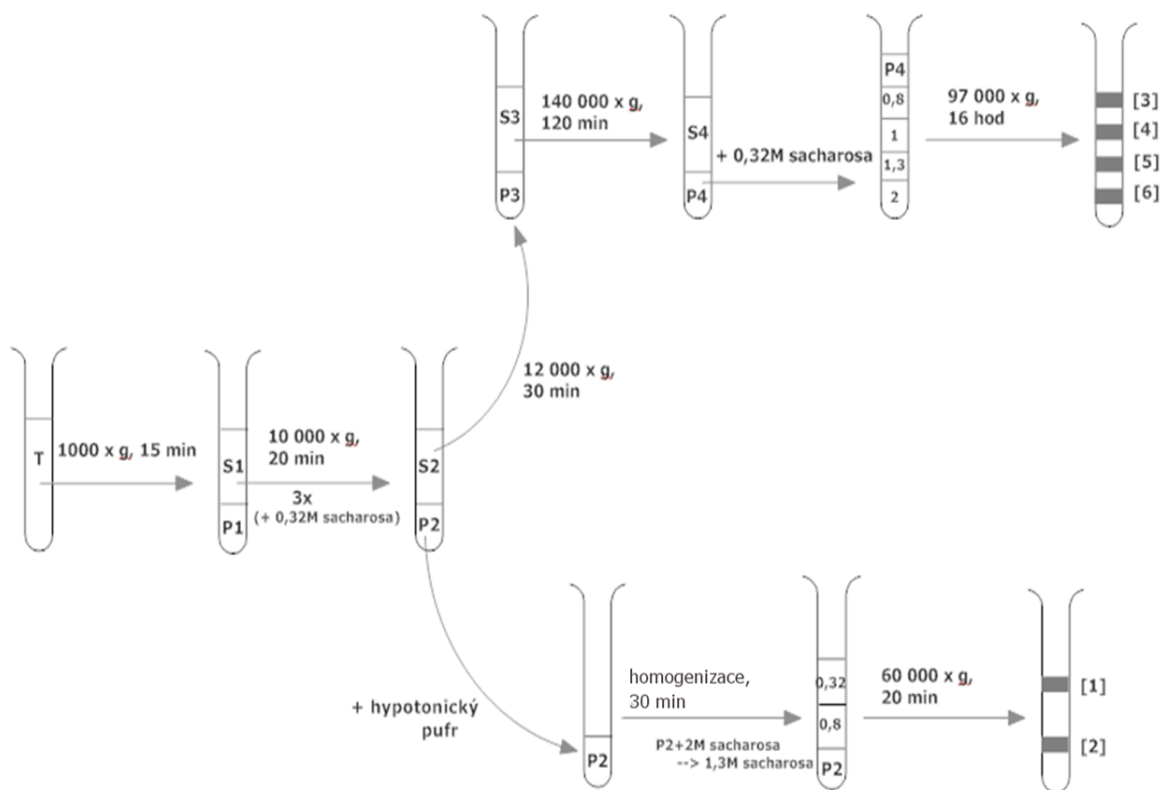 S3
P3
140 000 x g,
120 min
S4
P4
+ 0,32M sacharosa
P4
0,8
1
1,3
2
97 000 x g,
16 hod
[3]
[4]
[5]
[6]
12 000 x g,
30 min
T
1000 x g, 15 min
S1
P1
10 000 x g,
20 min
3x
(+ 0,32M sacharosa)
S2
P2
+ hypotonický
pufr
P2
homogenizace,
30 min
P2+2M sacharosa
--> 1,3M sacharosa
0,32
0,8
P2
60 000 x g,
20 min
[1]
[2]